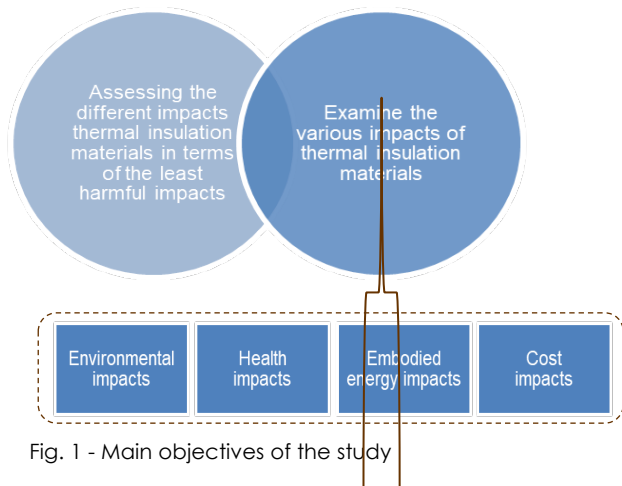 Assessing the
different impacts
thermal insulation
materials in terms
of the least
harmful impacts
Examine the
various impacts of
thermal insulation
materials
Environmental
impacts
Health
impacts
Embodied
energy impacts
Cost
impacts
Fig. 1 - Main objectives of the study